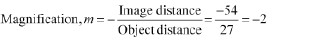 Magnification, m = − Image distance / Object distance = −54 / 27 = −2